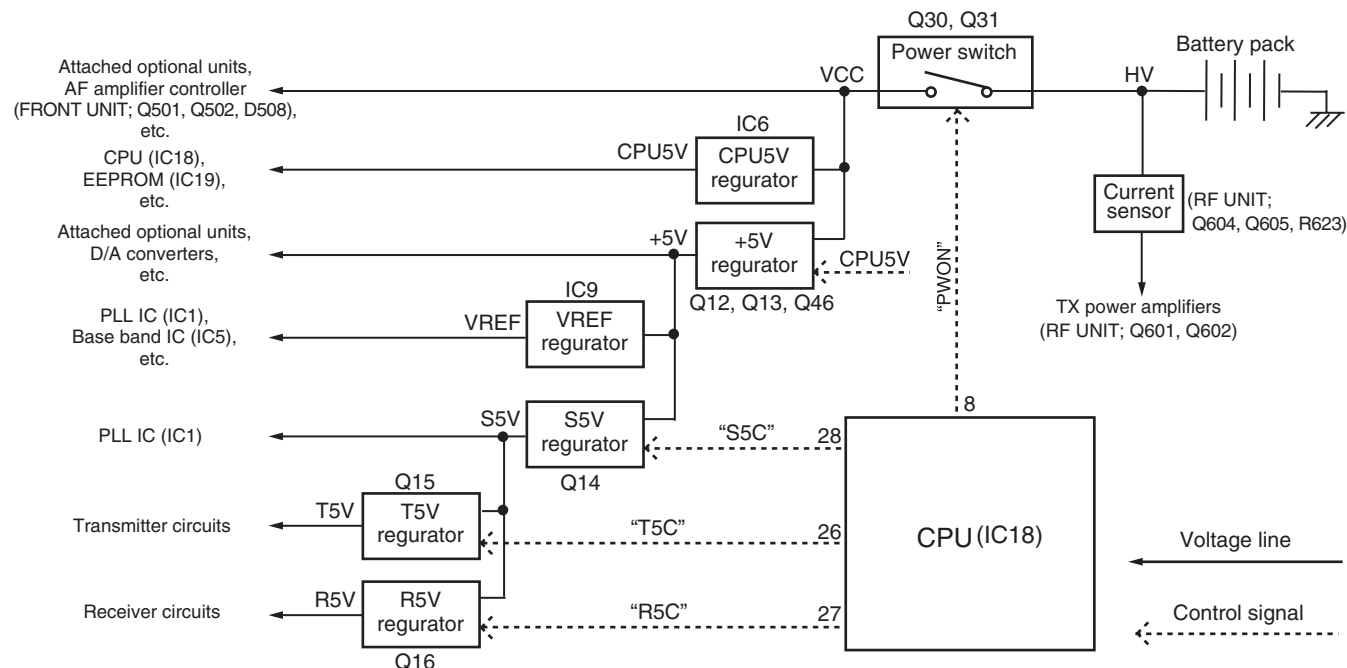 Q30, Q31
Power switch
Battery pack
VCC
HV
Attached optional units,
AF amplifier controller
(FRONT UNIT; Q501, Q502, D508),
etc.
IC6
CPU5V
CPU5V
regurator
CPU (IC18),
EEPROM (IC19),
etc.
Current
sensor
(RF UNIT;
Q604, Q605, R623)
Attached optional units,
D/A converters,
etc.
+5V
+5V
regurator
CPU5V
Q12, Q13, Q46
"PWON"
TX power amplifiers
(RF UNIT; Q601, Q602)
IC9
VREF
VREF
regurator
PLL IC (IC1),
Base band IC (IC5),
etc.
8
PLL IC (IC1)
S5V
S5V
regurator
“S5C”
28
Q14
Q15
Transmitter circuits
T5V
T5V
regurator
“T5C”
26
CPU (IC18)
Voltage line
Receiver circuits
R5V
R5V
regurator
“R5C”
27
Control signal
Q16